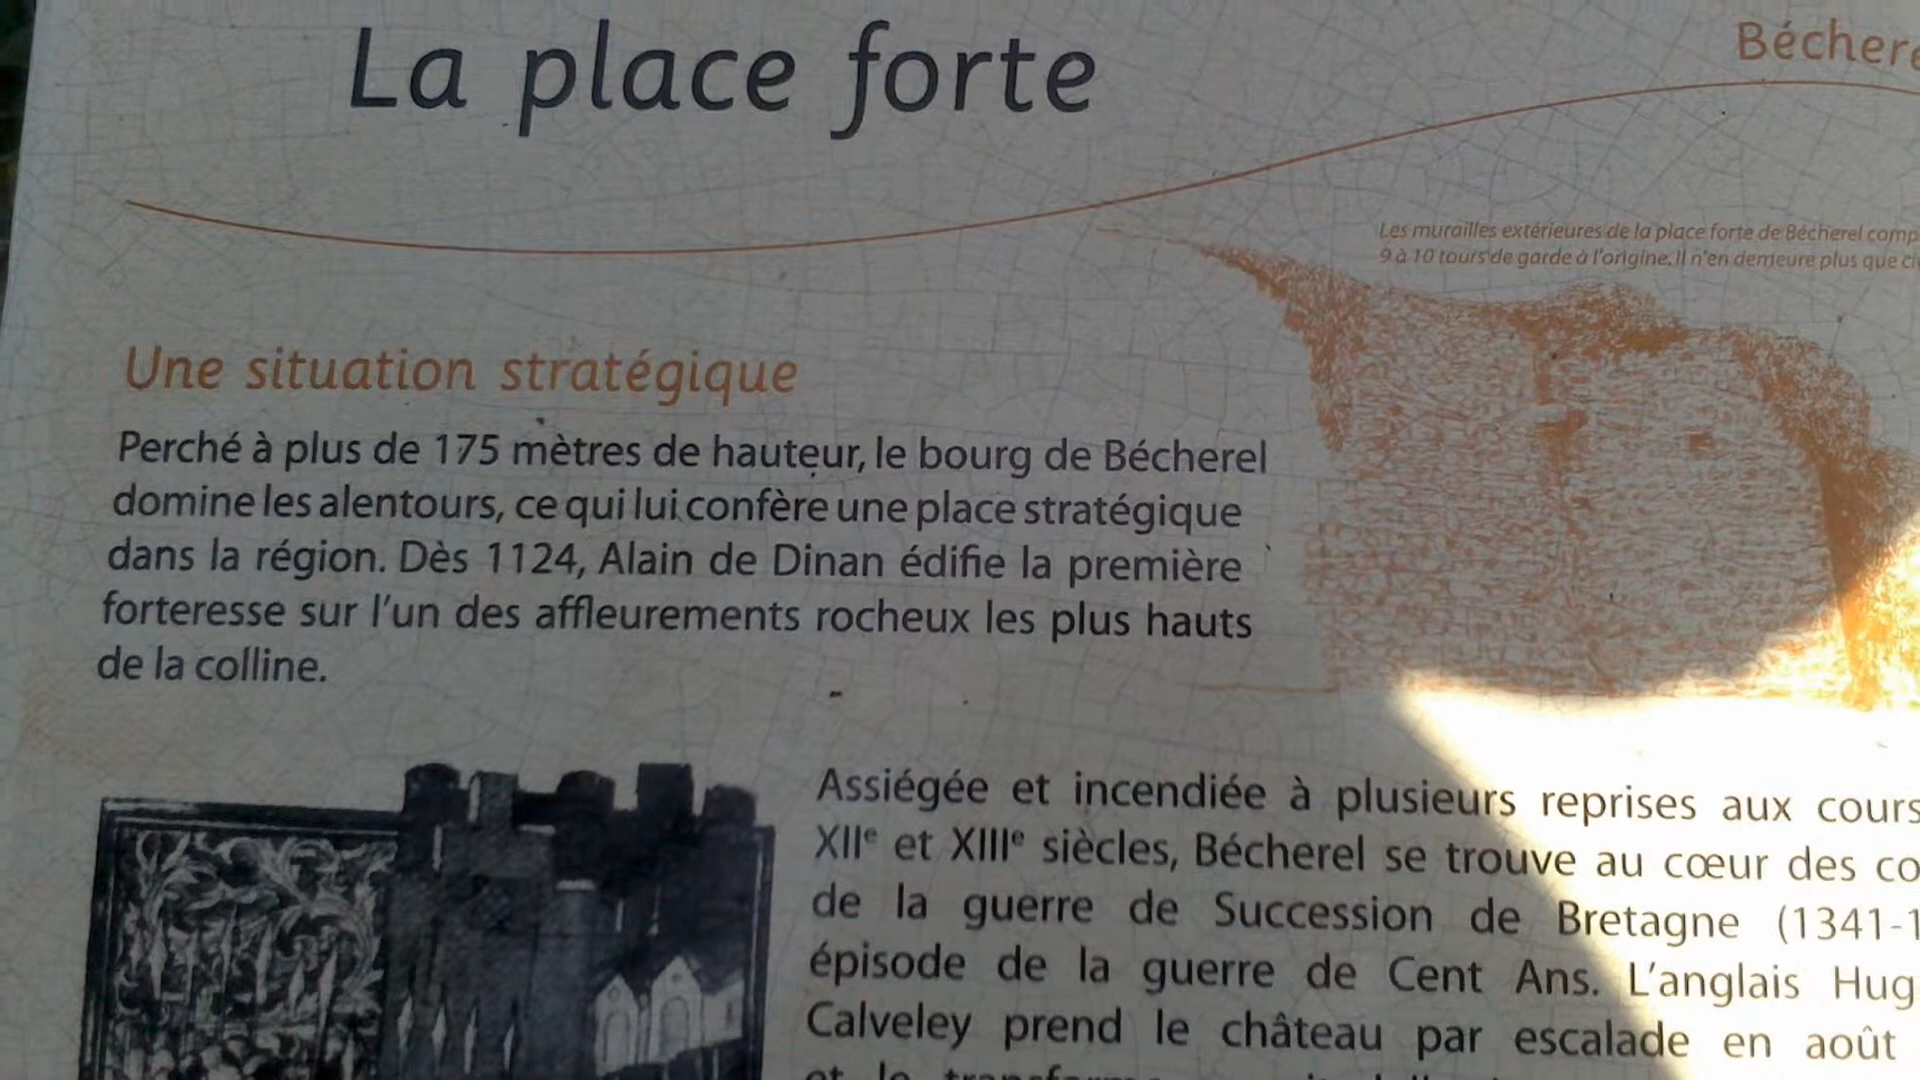 La place forte
Béchere
Les murailles extérieures de la place forte de Bécherel comp
9 à 10 tours de garde à l'origine. Il n'en demeure plus que
Une situation stratégique
Perché à plus de 175 mètres de hauteur, le bourg de Bécherel
domine les alentours, ce qui lui confère une place stratégique
dans la région. Dès 1124, Alain de Dinan édifie la première
forteresse sur l'un des affleurements rocheux les plus hauts
de la colline.
Assiégée et incendiée à plusieurs reprises aux cours
XIIe et XIIIe siècles, Bécherel se trouve au cœur des co
de la guerre de Succession de Bretagne (1341-1
épisode de la guerre de Cent Ans. L'anglais Hug
Calveley prend le château par escalade en août